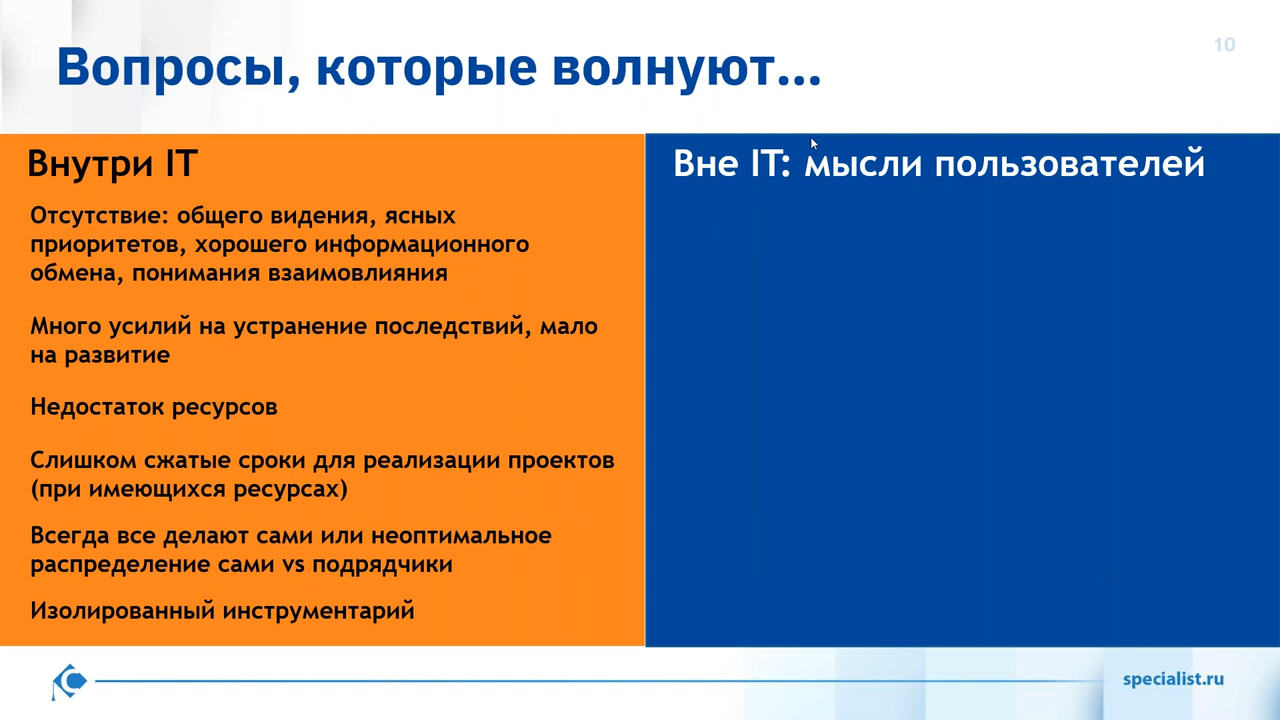 Вопросы, которые волнуют...
10
Внутри IT
Отсутствие: общего видения, ясных
приоритетов, хорошего информационного
обмена, понимания взаимовлияния
Много усилий на устранение последствий, мало
на развитие
Недостаток ресурсов
Слишком сжатые сроки для реализации проектов
(при имеющихся ресурсах)
Всегда все делают сами или неоптимальное
распределение сами vs подрядчики
Изолированный инструментарий
Вне IT: мысли пользователей
specialist.ru